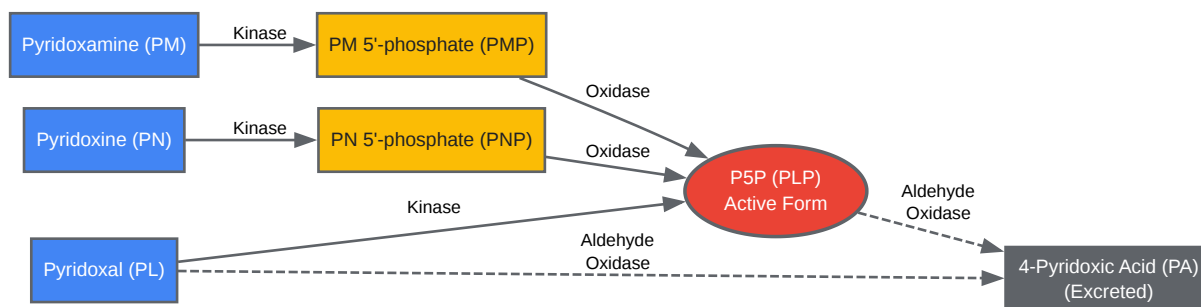 Pyridoxamine (PM)
Kinase
PM 5'-phosphate (PMP)
Oxidase
Pyridoxine (PN)
Kinase
PN 5'-phosphate (PNP)
Oxidase
P5P (PLP)
Active Form
Kinase
Aldehyde
Oxidase
Pyridoxal (PL)
Aldehyde
Oxidase
4-Pyridoxic Acid (PA)
(Excreted)